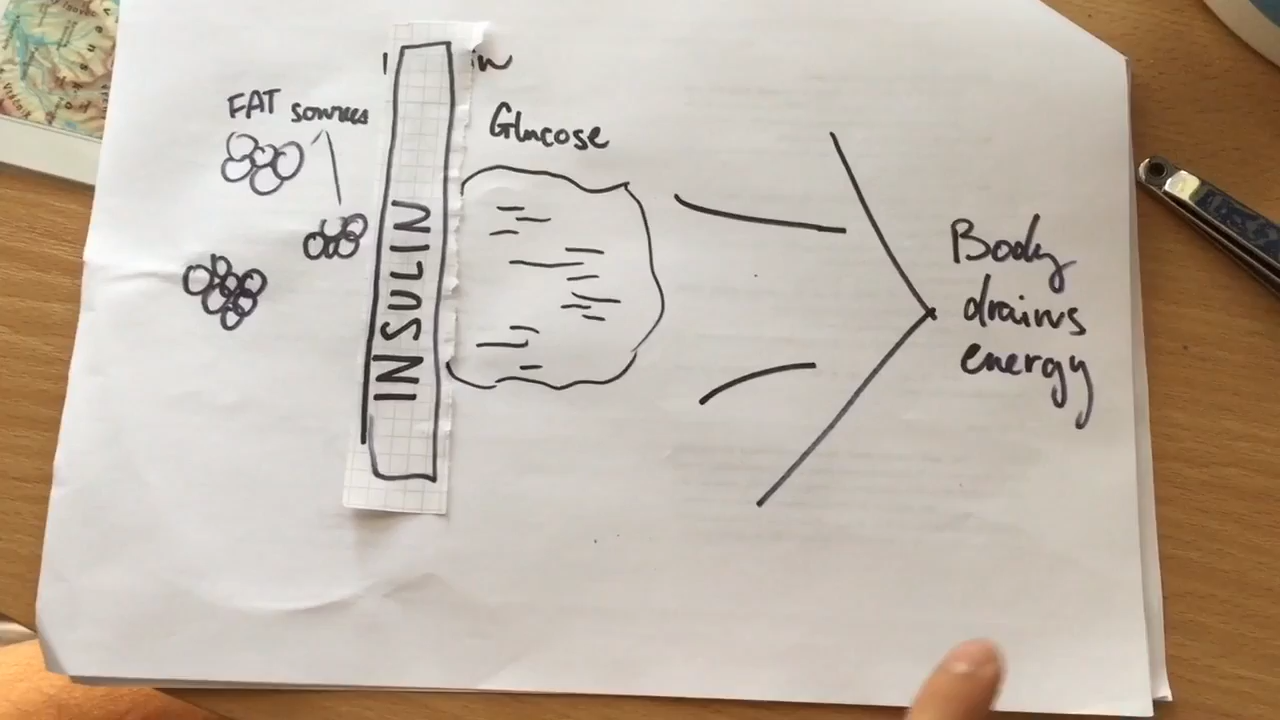 FAT sources
Glucose
INSULIN
Body
drains
energy